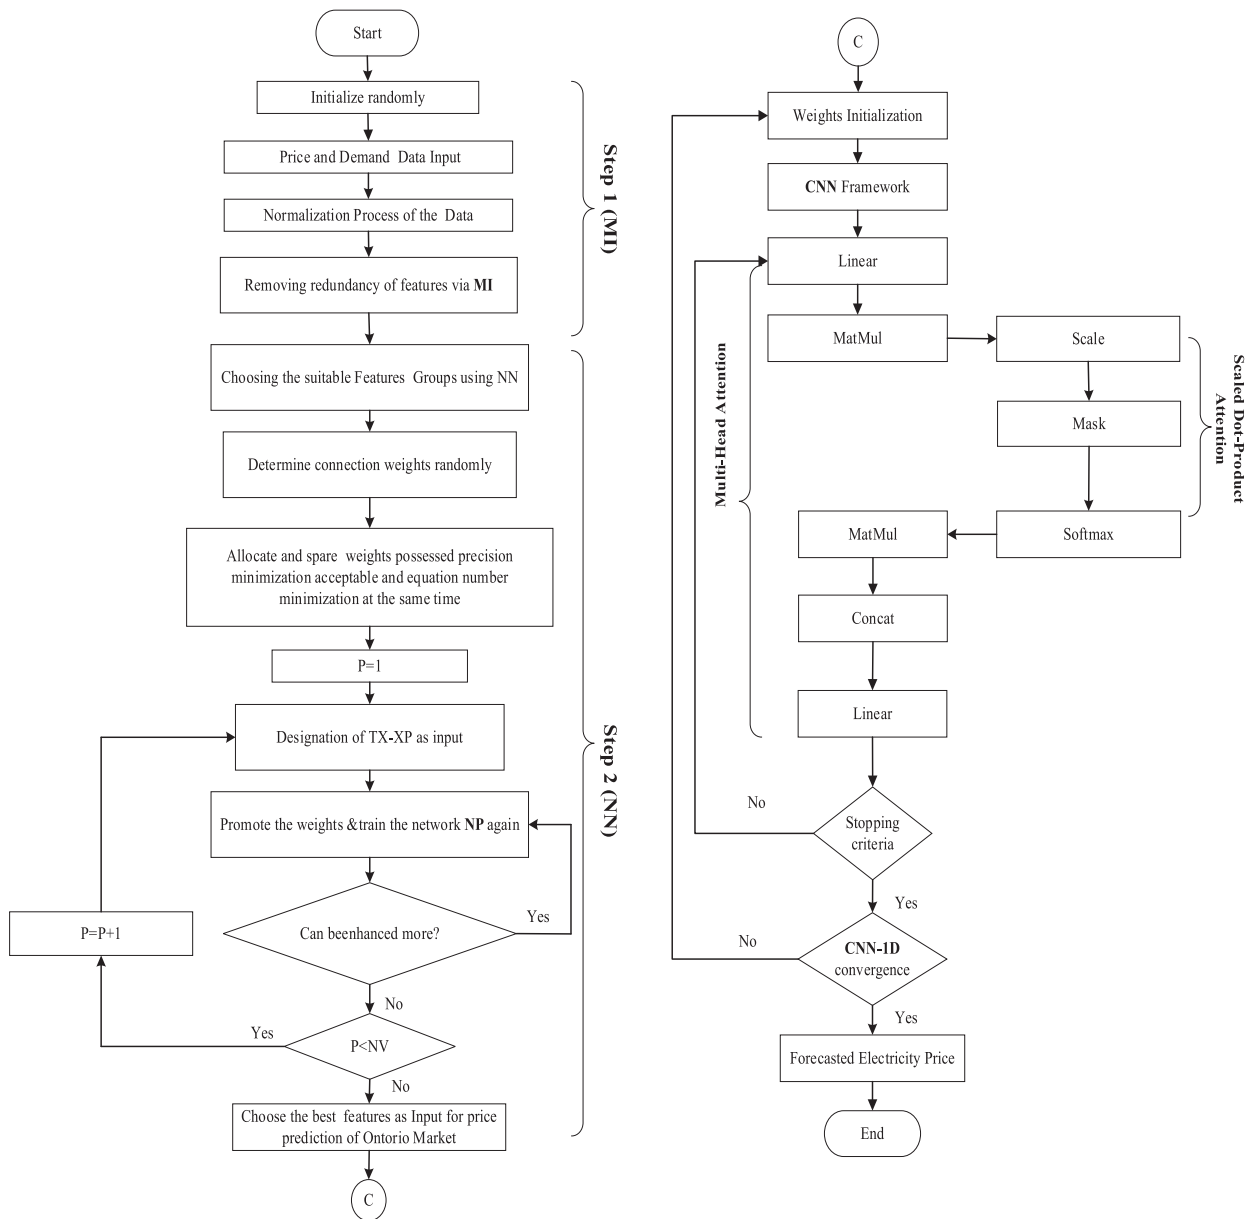 Start
Initialize randomly
Price and Demand Data Input
Normalization Process of the Data
Removing redundancy of features via MI
Step 1 (MI)
Choosing the suitable Features Groups using NN
Determine connection weights randomly
Allocate and spare weights possessed precision
minimization acceptable and equation number
minimization at the same time
P=1
Designation of TX-XP as input
Promote the weights &train the network NP again
Can beenhanced more?
Yes
No
P=P+1
Yes
P<NV
No
Choose the best features as Input for price
prediction of Ontorio Market
Step 2 (NN)
C
C
Weights Initialization
CNN Framework
Linear
MatMul
Scale
Mask
Softmax
Scaled Dot-Product
Attention
MatMul
Concat
Linear
Multi-Head Attention
No
Stopping
criteria
Yes
No
CNN-1D
convergence
Yes
Forecasted Electricity Price
End